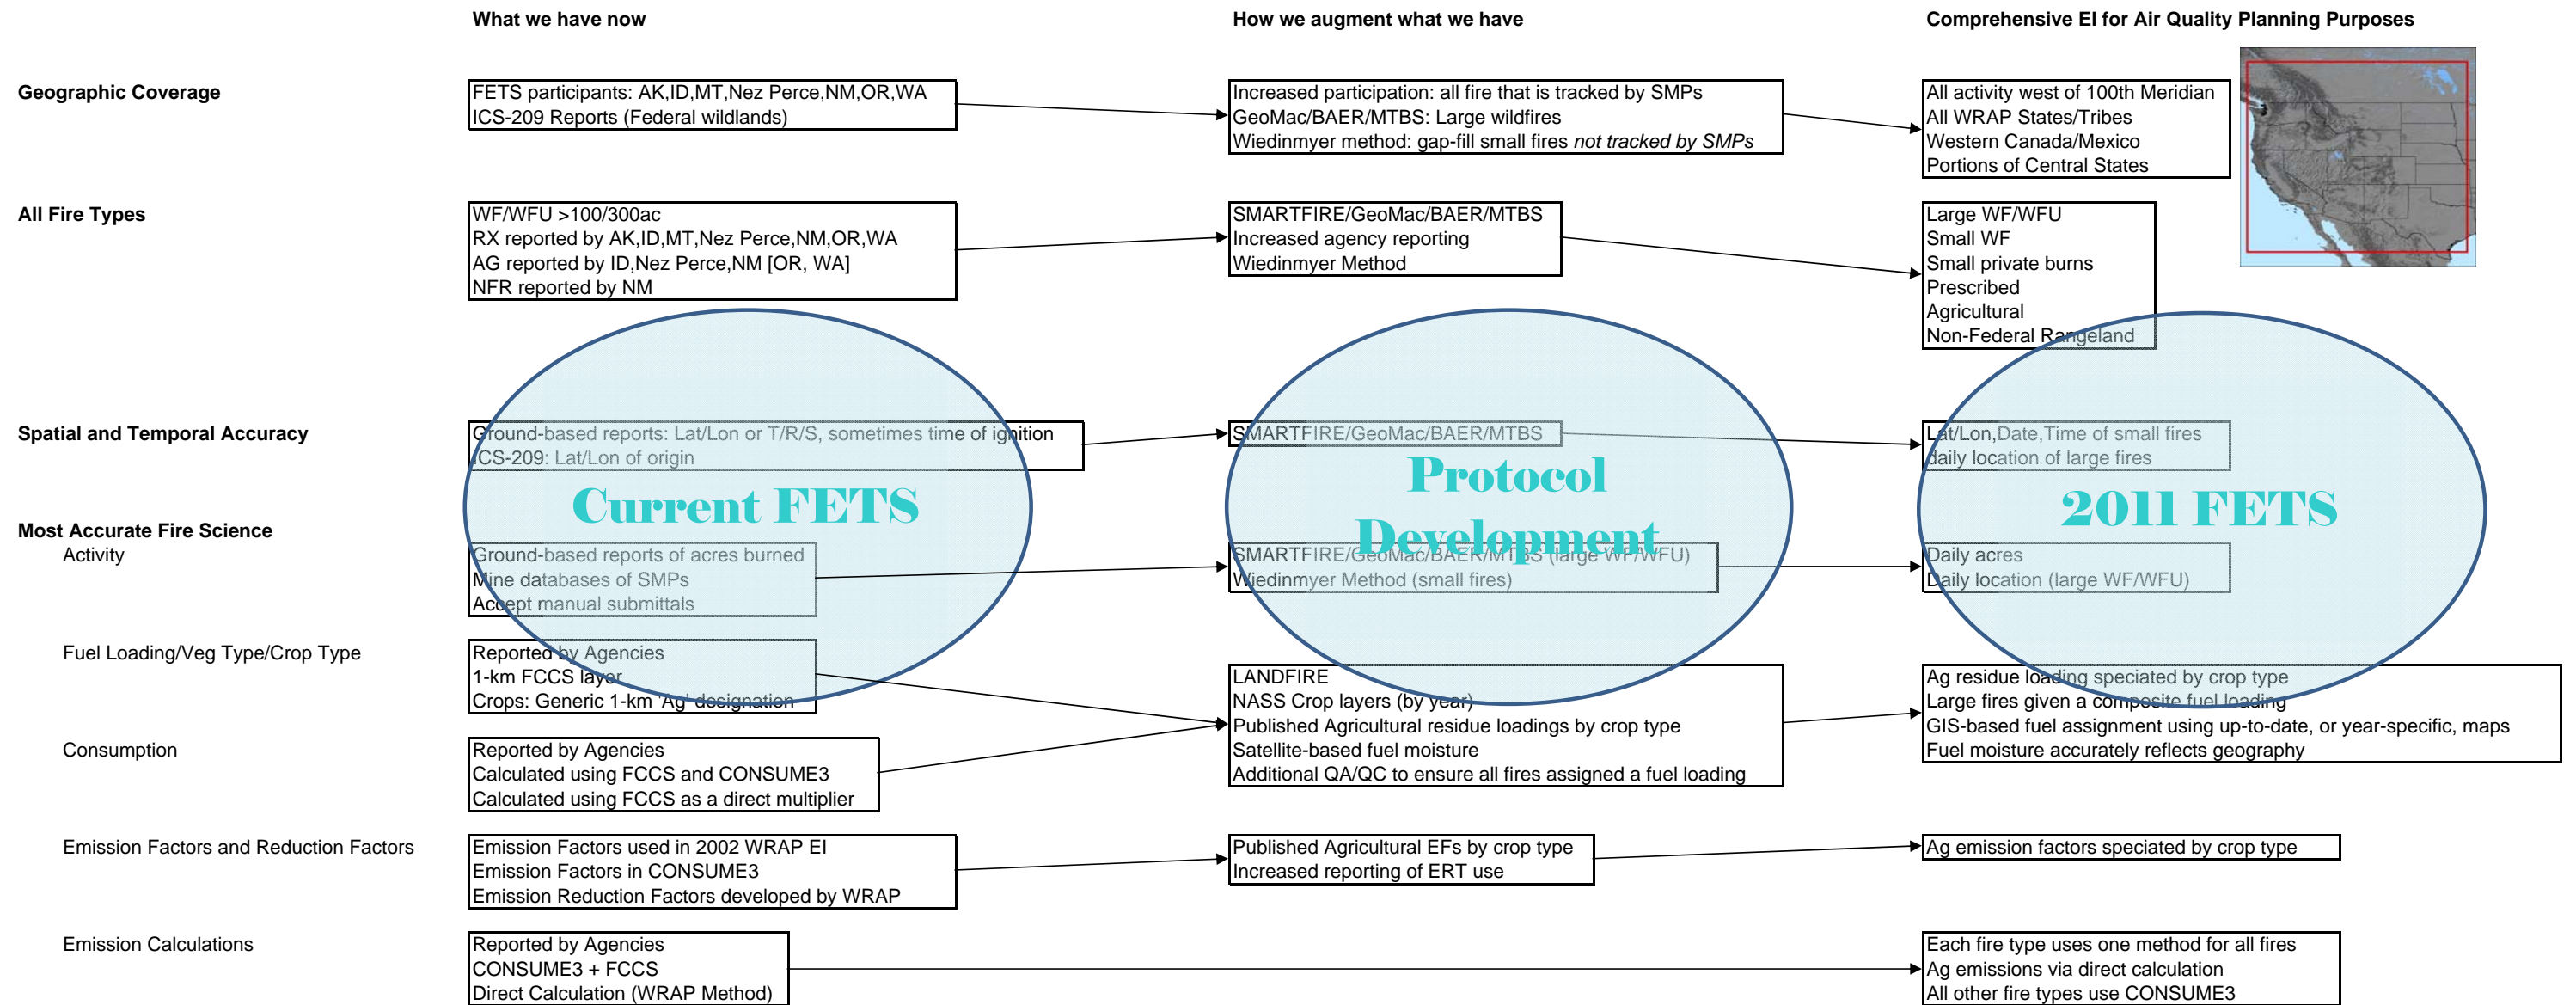 What we have now
How we augment what we have
Comprehensive EI for Air Quality Planning Purposes
Geographic Coverage
FETS participants: AK,ID,MT,Nez Perce,NM,OR,WA
ICS-209 Reports (Federal wildlands)
Increased participation: all fire that is tracked by SMPs
GeoMac/BAER/MTBS: Large wildfires
Wiedinmyer method: gap-fill small fires not tracked by SMPs
All activity west of 100th Meridian
All WRAP States/Tribes
Western Canada/Mexico
Portions of Central States
All Fire Types
WF/WFU >100/300ac
RX reported by AK,ID,MT,Nez Perce,NM,OR,WA
AG reported by ID,Nez Perce,NM [OR, WA]
NFR reported by NM
SMARTFIRE/GeoMac/BAER/MTBS
Increased agency reporting
Wiedinmyer Method
Large WF/WFU
Small WF
Small private burns
Prescribed
Agricultural
Non-Federal Rangeland
Spatial and Temporal Accuracy
Ground-based reports: Lat/Lon or T/R/S, sometimes time of ignition
ICS-209: Lat/Lon of origin
SMARTFIRE/GeoMac/BAER/MTBS
Lat/Lon,Date,Time of small fires
daily location of large fires
Current FETS
Protocol
Development
2011 FETS
Most Accurate Fire Science
Activity
Ground-based reports of acres burned
Mine databases of SMPs
Accept manual submittals
SMARTFIRE/GeoMac/BAER/MTBS (large WF/WFU)
Wiedinmyer Method (small fires)
Daily acres
Daily location (large WF/WFU)
Fuel Loading/Veg Type/Crop Type
Reported by Agencies
1-km FCCS layer
Crops: Generic 1-km 'Ag' designation
LANDFIRE
NASS Crop layers (by year)
Published Agricultural residue loadings by crop type
Satellite-based fuel moisture
Additional QA/QC to ensure all fires assigned a fuel loading
Ag residue loading speciated by crop type
Large fires given a composite fuel loading
GIS-based fuel assignment using up-to-date, or year-specific, maps
Fuel moisture accurately reflects geography
Consumption
Reported by Agencies
Calculated using FCCS and CONSUME3
Calculated using FCCS as a direct multiplier
Emission Factors and Reduction Factors
Emission Factors used in 2002 WRAP EI
Emission Factors in CONSUME3
Emission Reduction Factors developed by WRAP
Published Agricultural EFs by crop type
Increased reporting of ERT use
Ag emission factors speciated by crop type
Emission Calculations
Reported by Agencies
CONSUME3 + FCCS
Direct Calculation (WRAP Method)
Each fire type uses one method for all fires
Ag emissions via direct calculation
All other fire types use CONSUME3